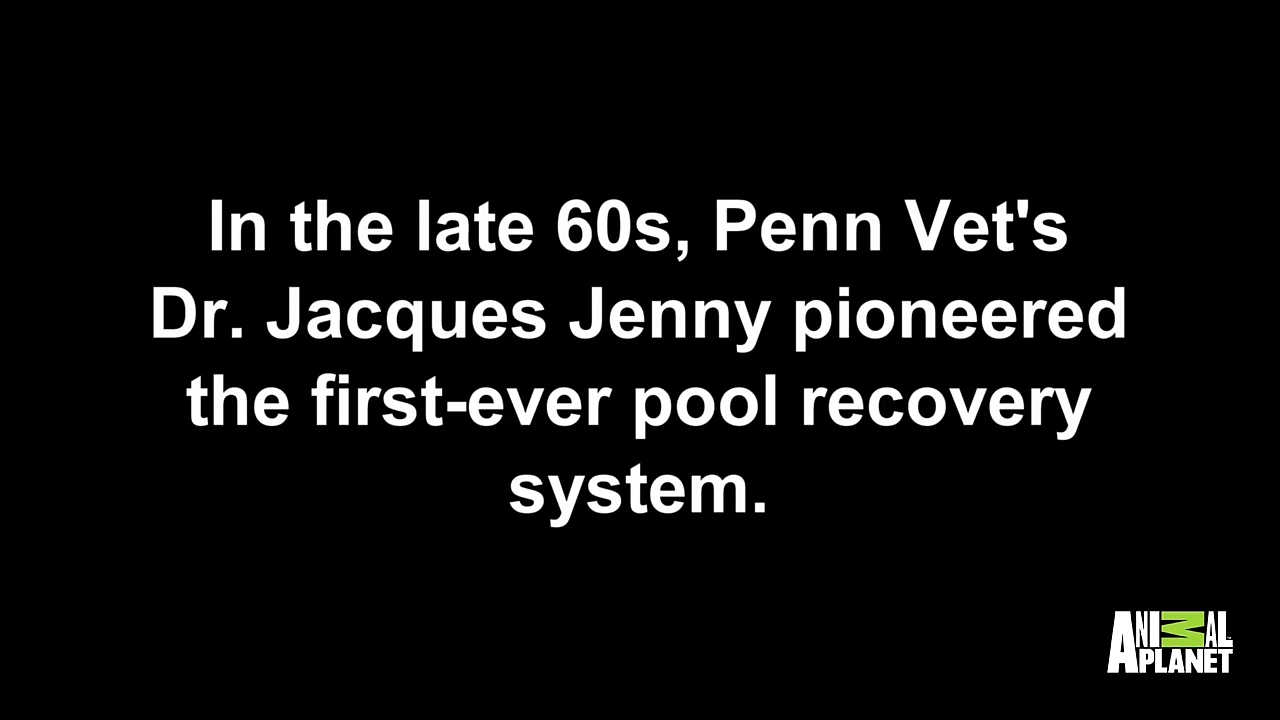 In the late 60s, Penn Vet's
Dr. Jacques Jenny pioneered
the first-ever pool recovery
system.
ANIMAL
PLANET